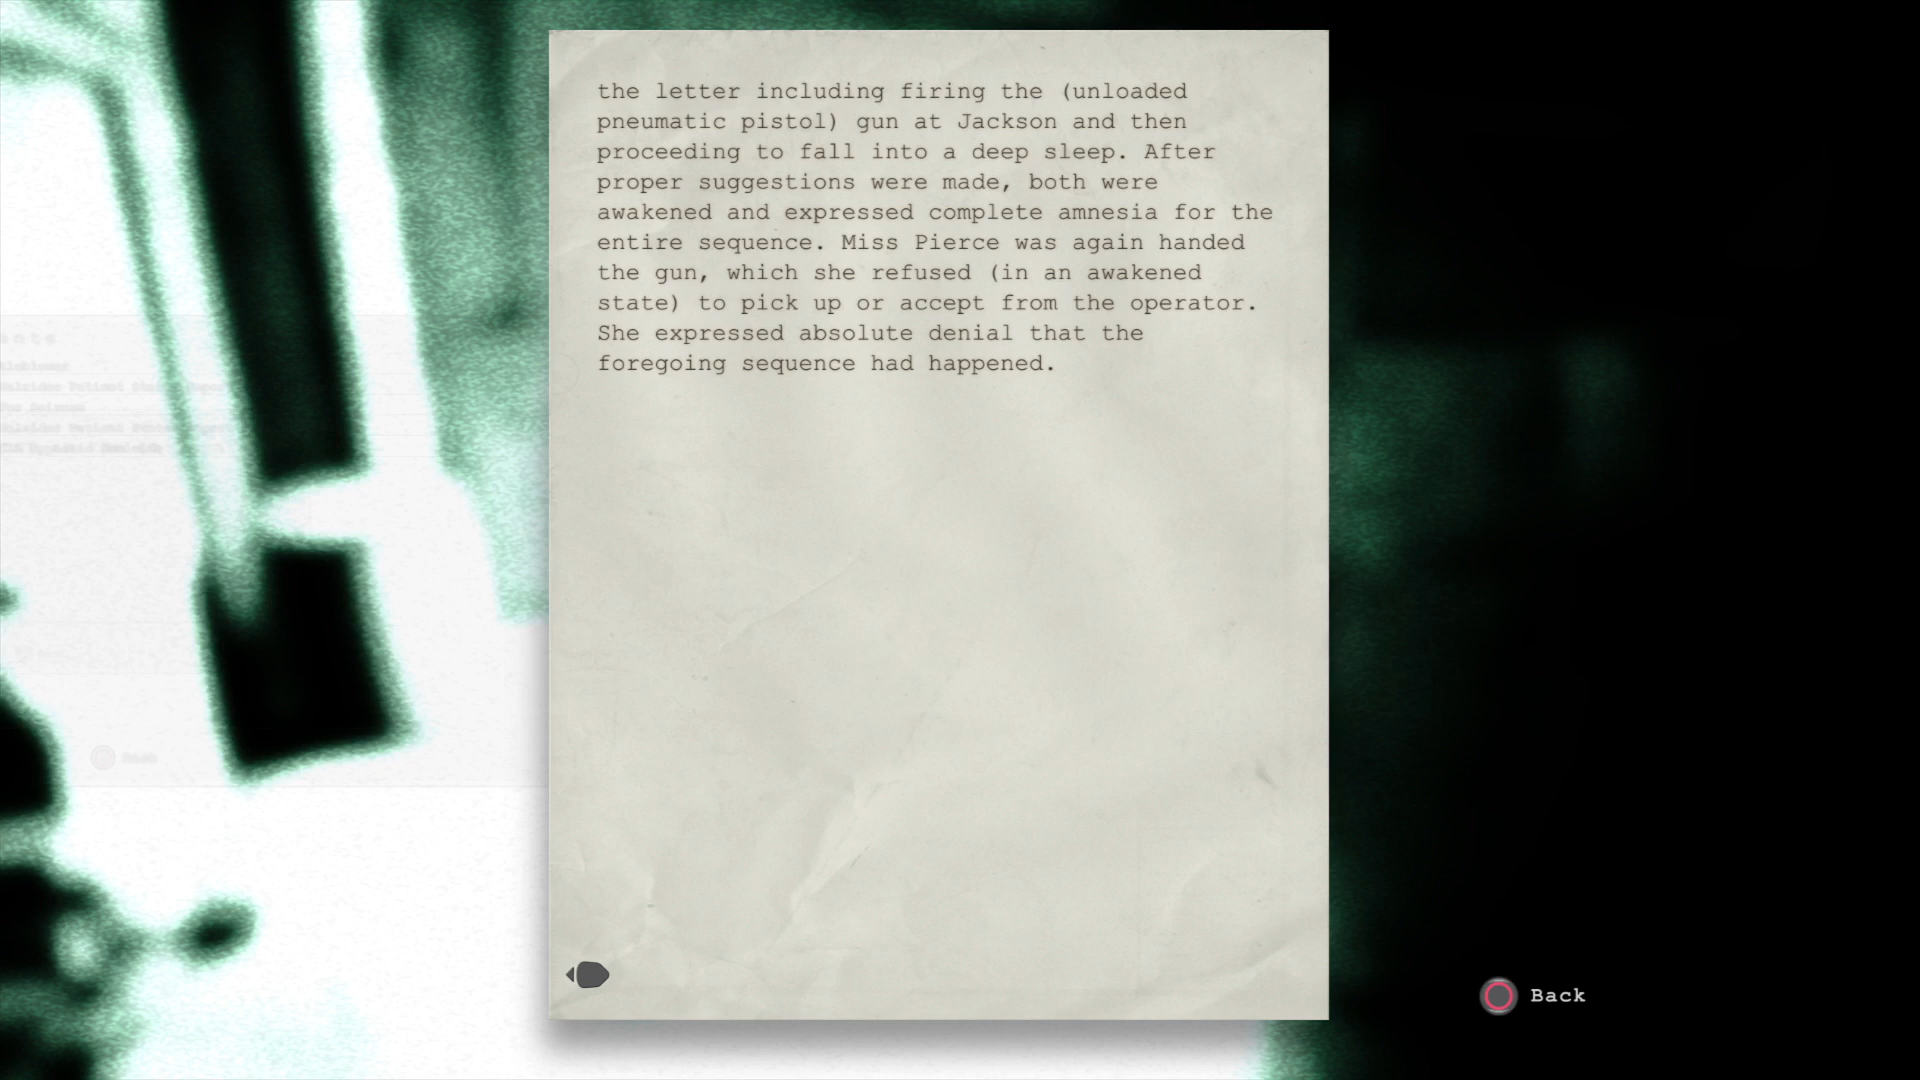 the letter including firing the (unloaded
pneumatic pistol) gun at Jackson and then
proceeding to fall into a deep sleep. After
proper suggestions were made, both were
awakened and expressed complete amnesia for the
entire sequence. Miss Pierce was again handed
the gun, which she refused (in an awakened
state) to pick up or accept from the operator.
She expressed absolute denial that the
foregoing sequence had happened.
Back